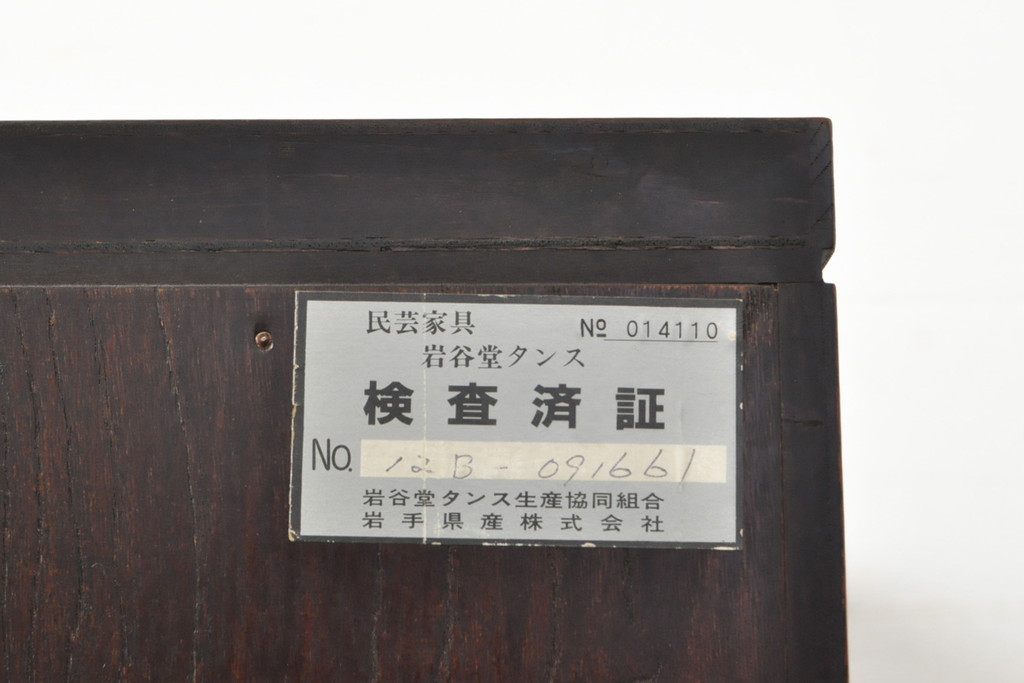 民芸家具 № 014110
岩谷堂タンス
検査済証
No. 12B - 091661
岩谷堂タンス生産協同組合
岩手県産株式会社